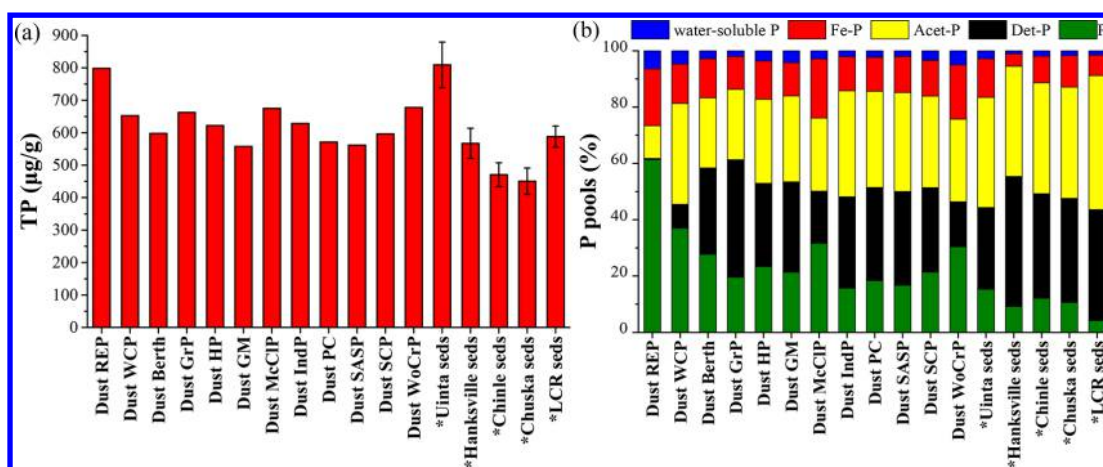 (a)
TP (µg/g)
900
800
700
600
500
400
300
200
100
0
Dust REP
Dust WCP
Dust Berth
Dust GrP
Dust HP
Dust GM
Dust McClP
Dust IndP
Dust PC
Dust SASP
Dust SCP
Dust WoCrP
*Uinta seds
*Hanksville seds
*Chinle seds
*Chuska seds
*LCR seds
(b)
water-soluble P
Fe-P
Acet-P
Det-P
P pools (%)
100
80
60
40
20
0
Dust REP
Dust WCP
Dust Berth
Dust GrP
Dust HP
Dust GM
Dust McClP
Dust IndP
Dust PC
Dust SASP
Dust SCP
Dust WoCrP
*Uinta seds
*Hanksville seds
*Chinle seds
*Chuska seds
*LCR seds